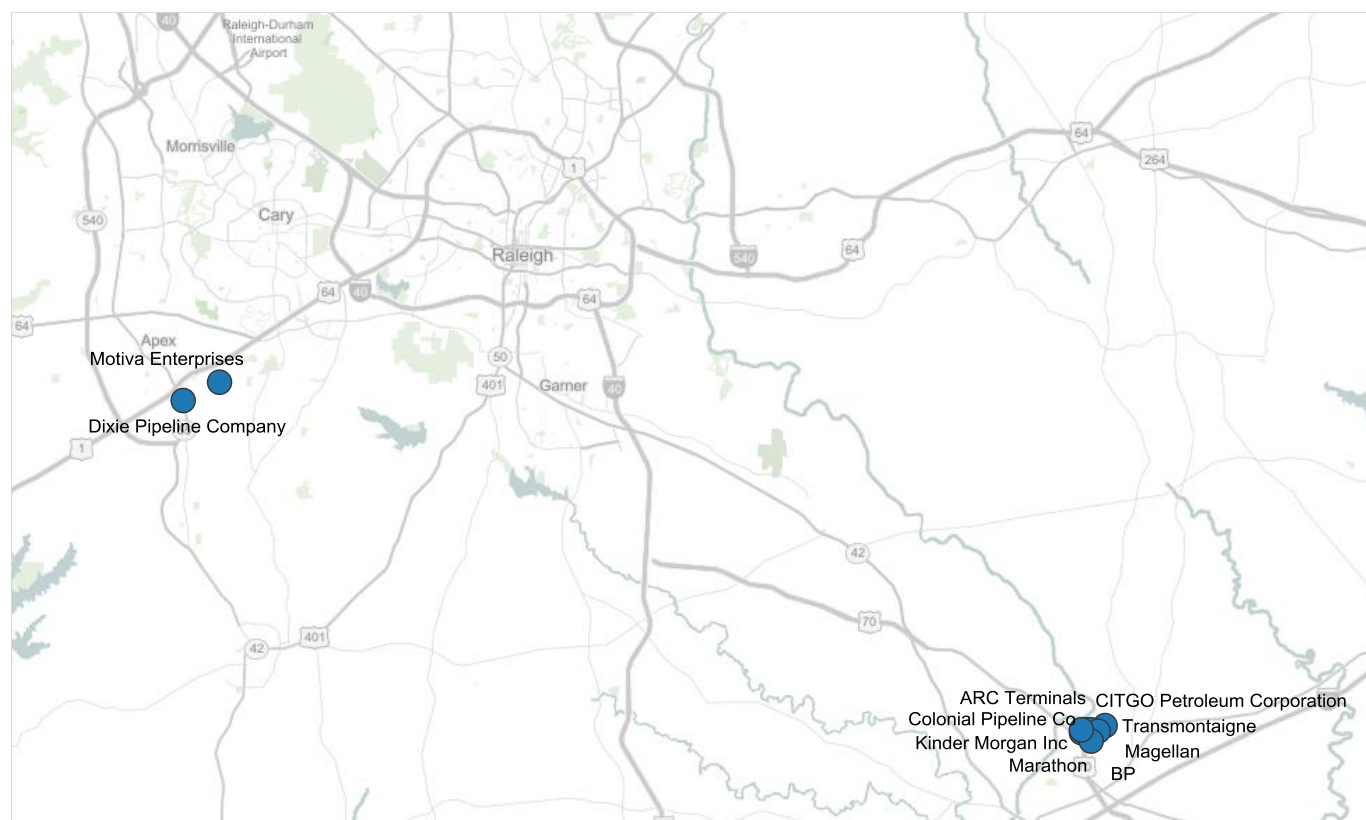 40
Raleigh-Durham
International
Airport
64
264
Morrisville
1
540
Cary
64
Raleigh
540
64
40
64
64
Apex
50
Motiva Enterprises
401
Garner
40
Dixie Pipeline Company
1
42
70
401
42
ARC Terminals
CITGO Petroleum Corporation
Colonial Pipeline Co
Transmontaigne
Kinder Morgan Inc
Magellan
Marathon
BP